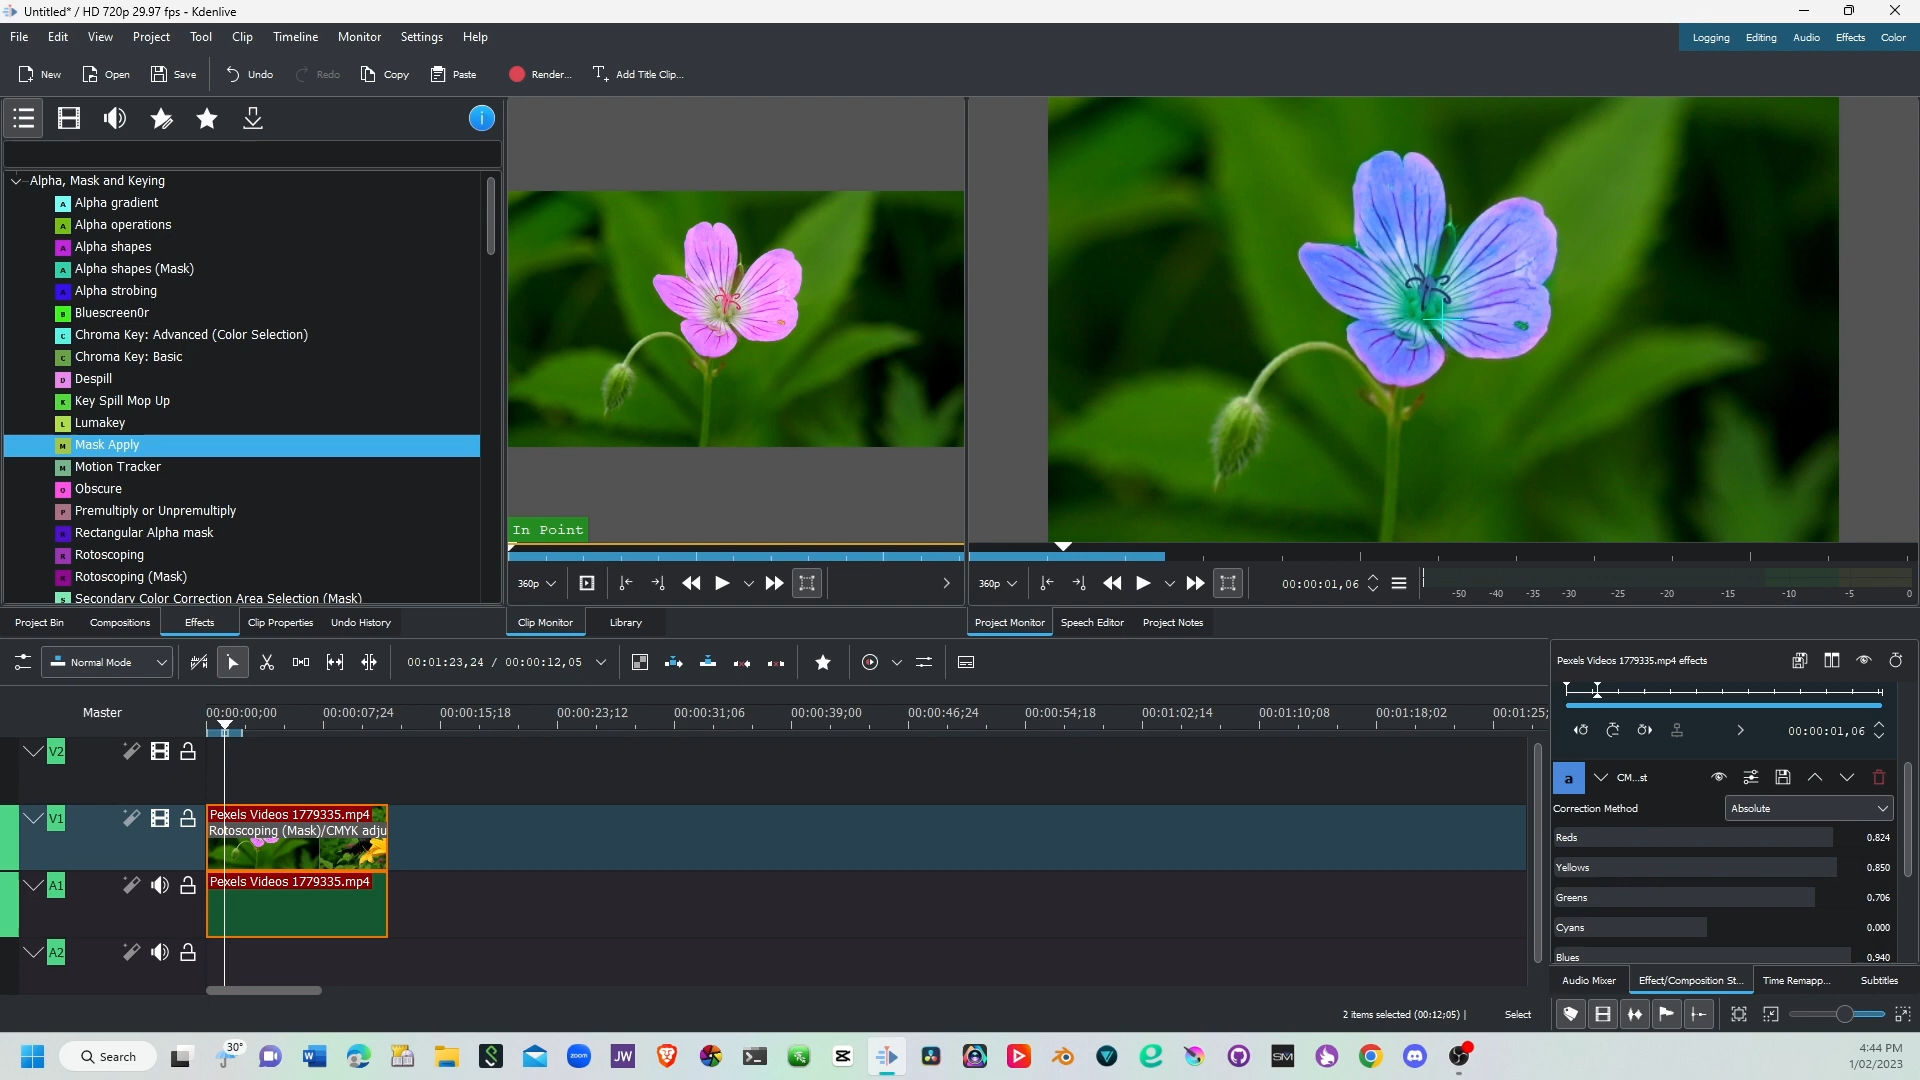 Untitled* / HD 720p 29.97 fps - Kdenlive
File Edit View Project Tool Clip Timeline Monitor Settings Help
Logging Editing Audio Effects Color
New Open Save Undo Redo Copy Paste Render... Add Title Clip...
Alpha, Mask and Keying
Alpha gradient
Alpha operations
Alpha shapes
Alpha shapes (Mask)
Alpha strobing
Bluescreen0r
Chroma Key: Advanced (Color Selection)
Chroma Key: Basic
Despill
Key Spill Mop Up
Lumakey
Mask Apply
Motion Tracker
Obscure
Premultiply or Unpremultiply
Rectangular Alpha mask
Rotoscoping
Rotoscoping (Mask)
Secondary Color Correction Area Selection (Mask)
In Point
360p
360p
00:00:01,06
-50 -40 -35 -30 -25 -20 -15 -10 -5 0
Project Bin Compositions Effects Clip Properties Undo History
Clip Monitor Library
Project Monitor Speech Editor Project Notes
Normal Mode
00:01:23,24 / 00:00:12,05
Master
00:00:00;00 00:00:07;24 00:00:15;18 00:00:23;12 00:00:31;06 00:00:39;00 00:00:46;24 00:00:54;18 00:01:02;14 00:01:10;08 00:01:18;02 00:01:25;
V2
V1
Pexels Videos 1779335.mp4
Rotoscoping (Mask)/CMYK adju
A1
Pexels Videos 1779335.mp4
A2
Pexels Videos 1779335.mp4 effects
00:00:01,06
a CM...st
Correction Method Absolute
Reds 0.824
Yellows 0.850
Greens 0.706
Cyans 0.000
Blues 0.940
Audio Mixer Effect/Composition St... Time Remapp... Subtitles
2 items selected (00:12;05) | Select
Search
30°
zoom
JW
SM
4:44 PM
1/02/2023